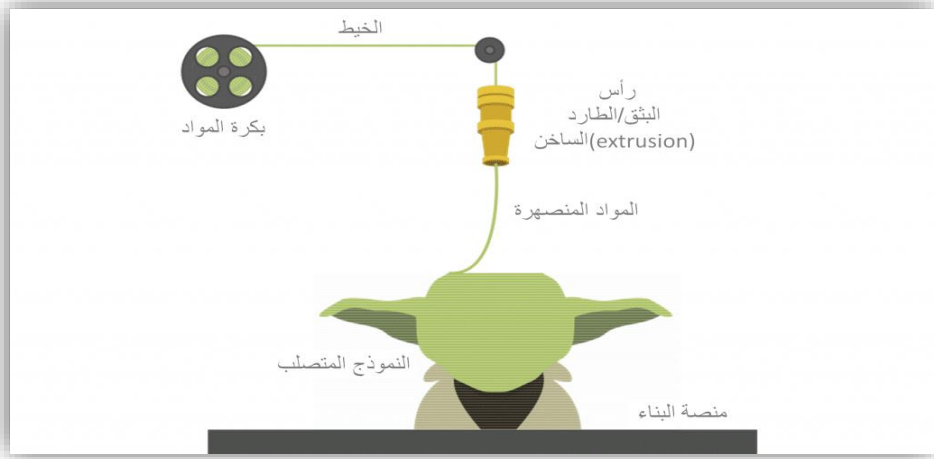 الخيط
بكرة المواد
رأس
البثق/الطارد
الساخن(extrusion)
المواد المنصهرة
النموذج المتصلب
منصة البناء